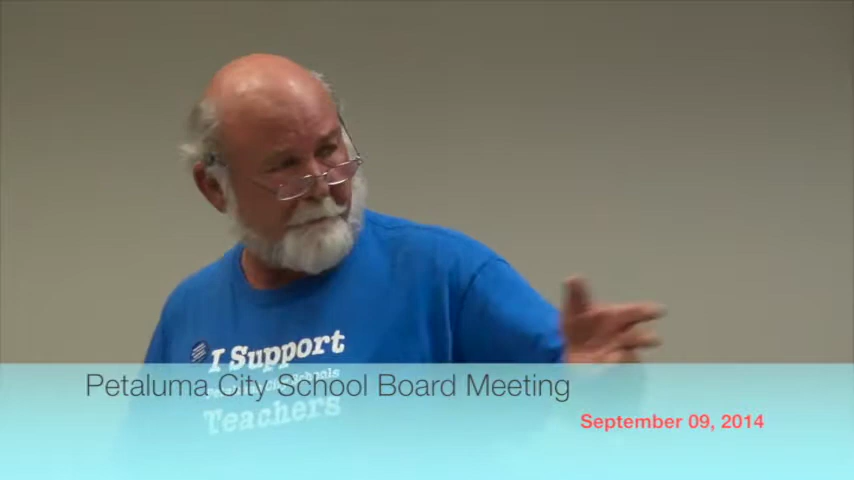 I Support
Teachers
Petaluma City School Board Meeting
September 09, 2014